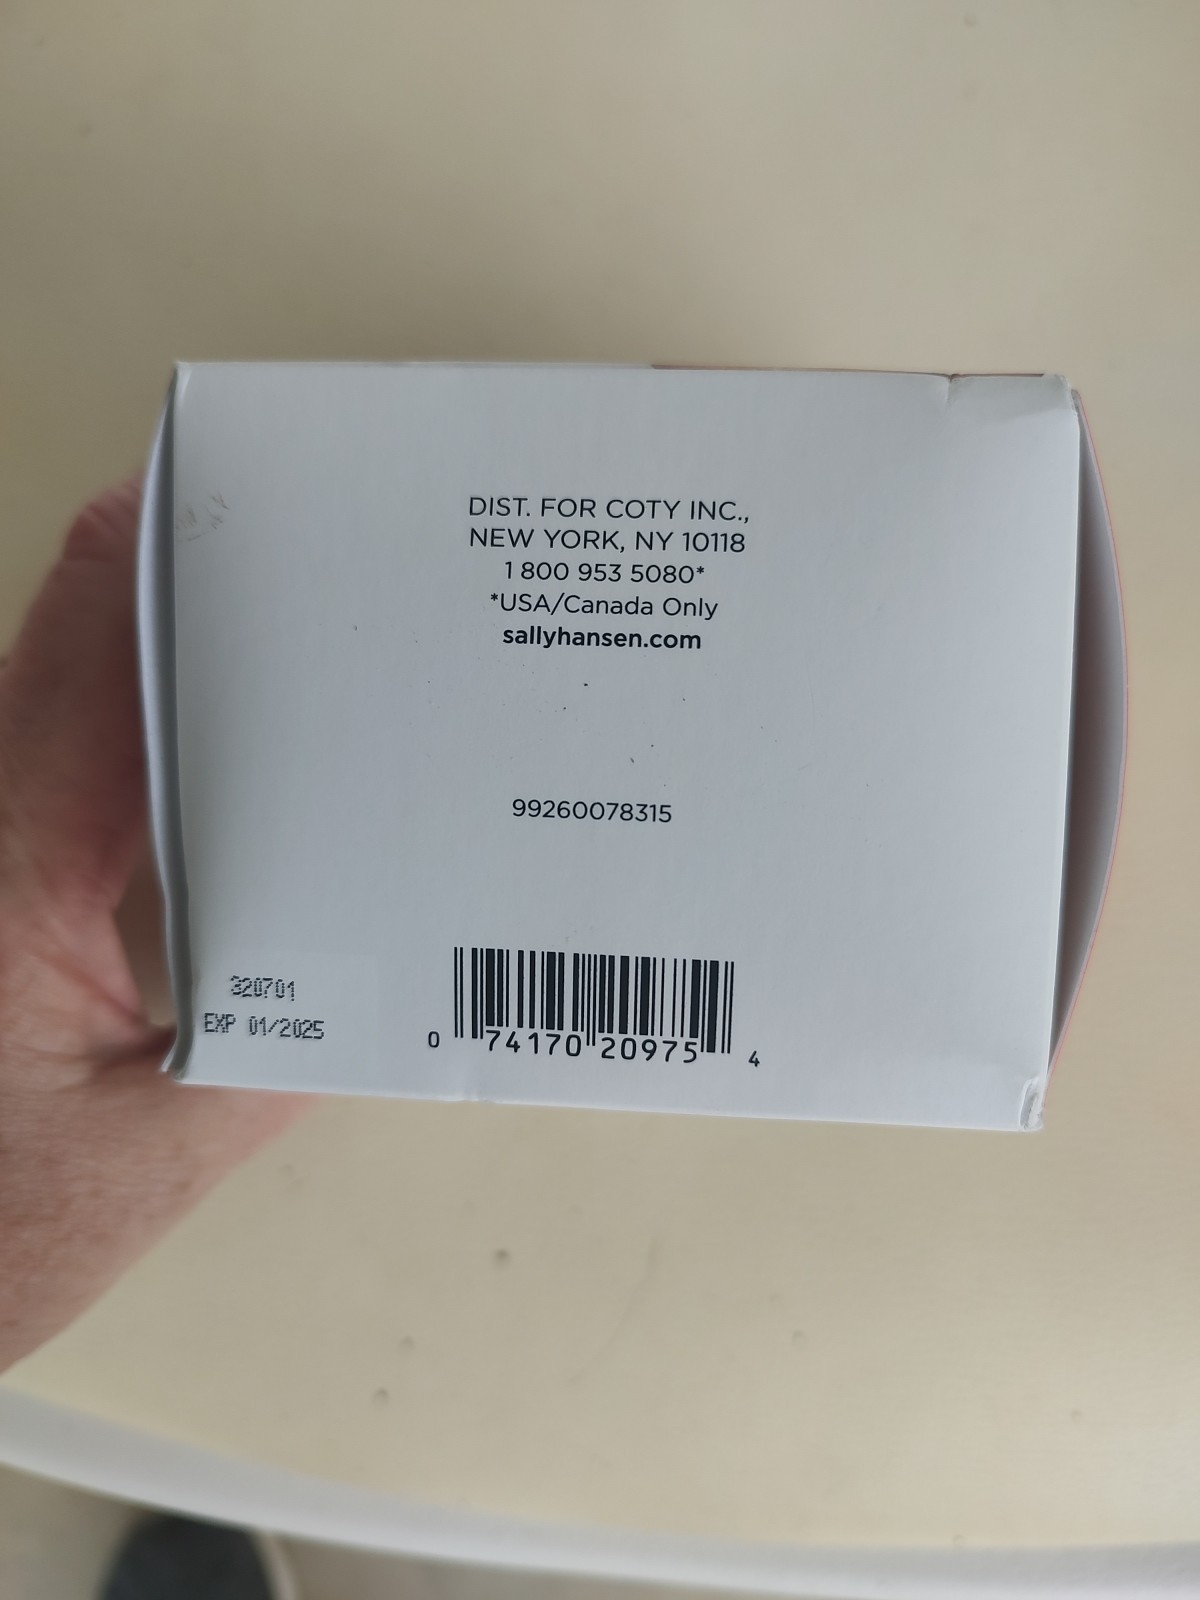 DIST. FOR COTY INC.,
NEW YORK, NY 10118
1 800 953 5080*
*USA/Canada Only
sallyhansen.com
99260078315
320701
EXP 01/2025
0 74170 20975 4